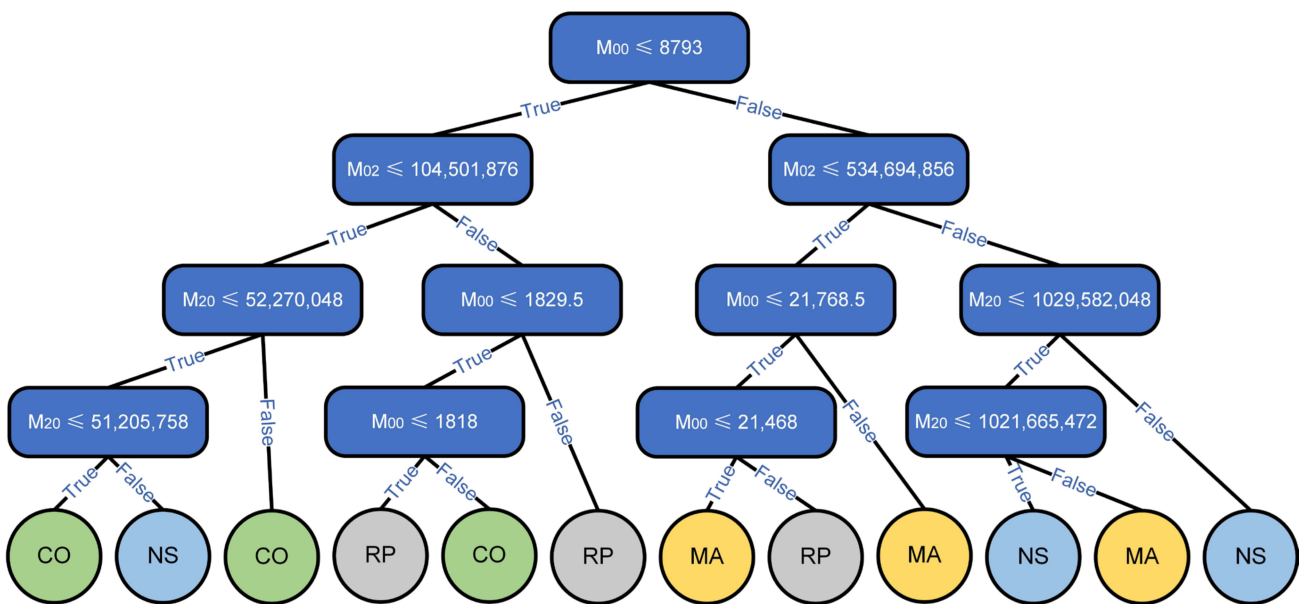 M00 ≤ 8793
True
False
M02 ≤ 104,501,876
M02 ≤ 534,694,856
True
False
True
False
M20 ≤ 52,270,048
M00 ≤ 1829.5
M00 ≤ 21,768.5
M20 ≤ 1029,582,048
True
False
True
False
True
False
True
False
M20 ≤ 51,205,758
M00 ≤ 1818
M00 ≤ 21,468
M20 ≤ 1021,665,472
True
False
True
False
True
False
True
False
CO
NS
CO
RP
CO
RP
MA
RP
MA
NS
MA
NS